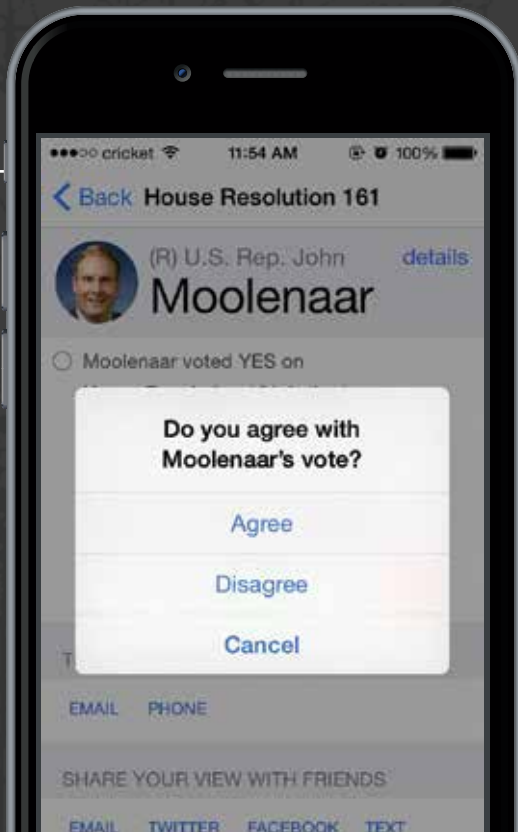 cricket 11:54 AM 100%
Back House Resolution 161
(R) U.S. Rep. John details
Moolenaar
Moolenaar voted YES on
Do you agree with
Moolenaar's vote?
Agree
Disagree
Cancel
T
EMAIL PHONE
SHARE YOUR VIEW WITH FRIENDS
EMAIL TWITTER FACEBOOK TEXT